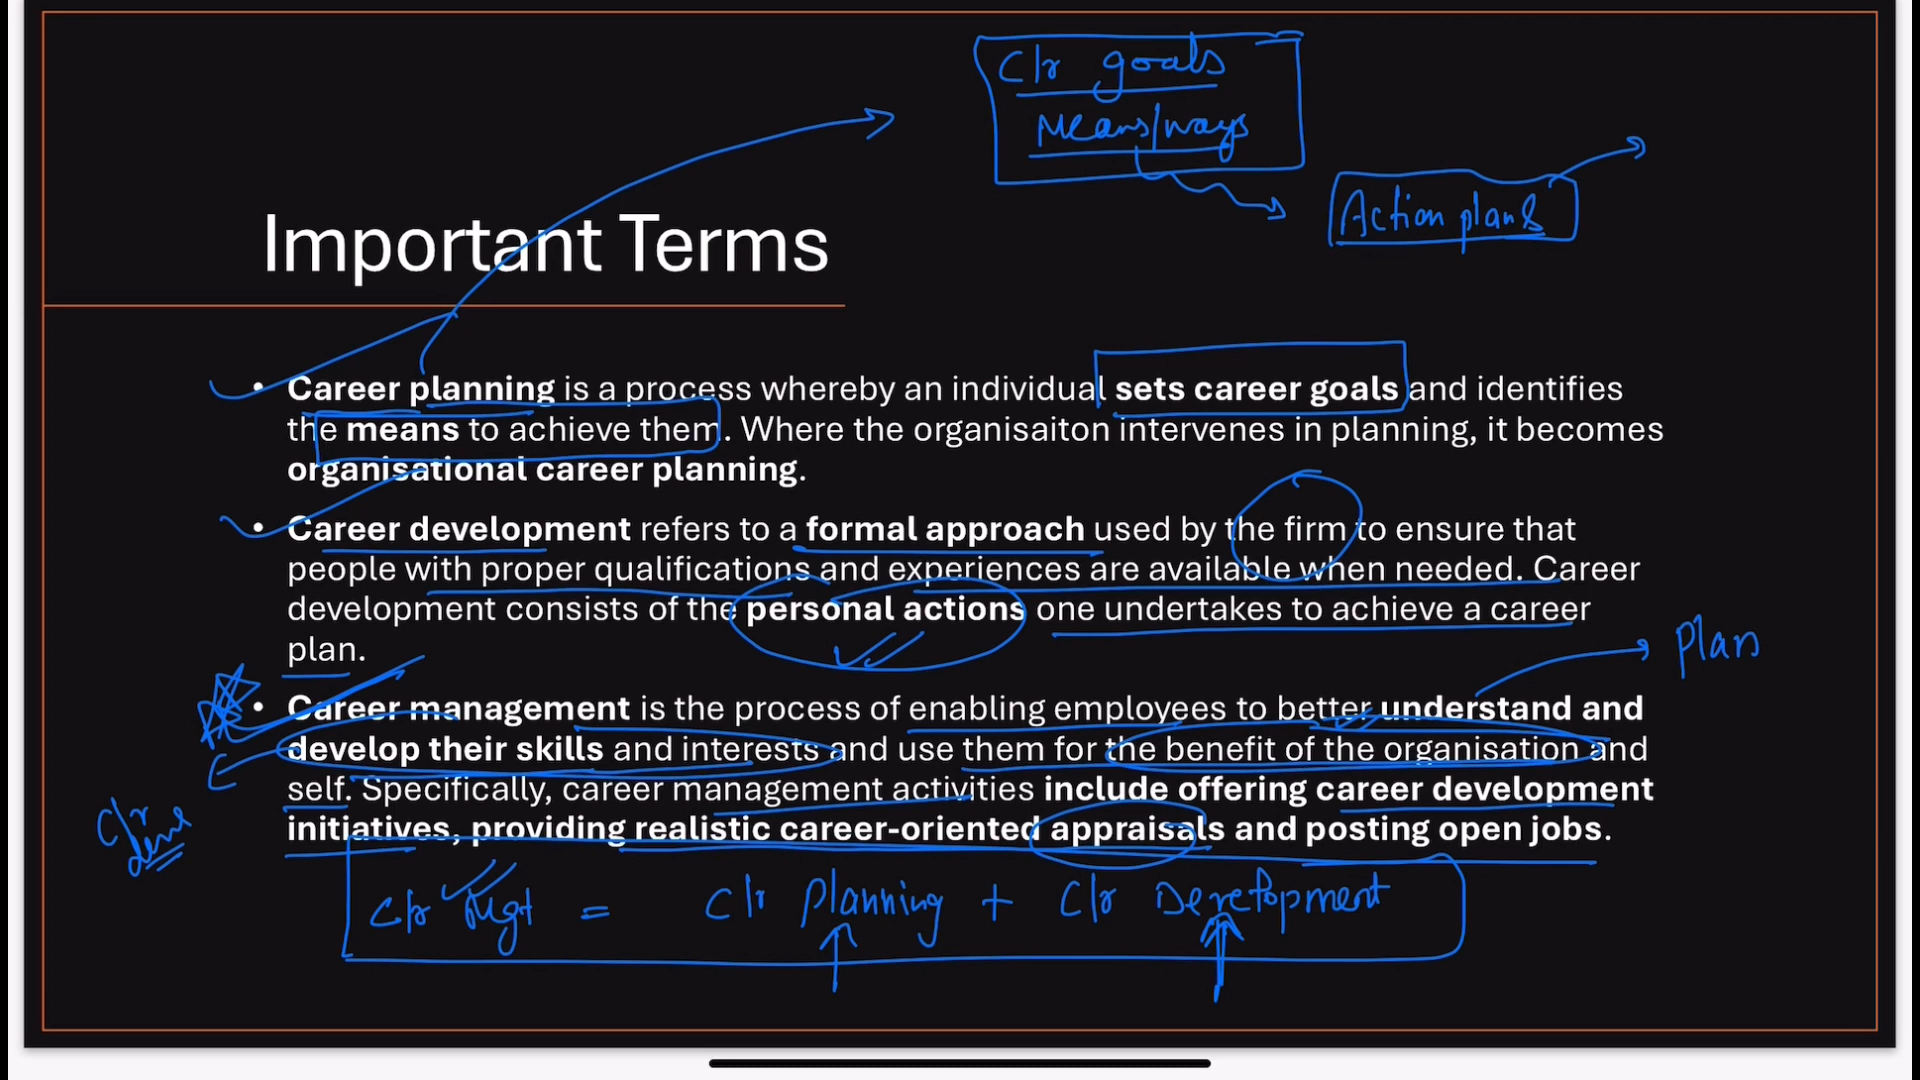 C/r goals
Means/ways
Action plans
Important Terms
• Career planning is a process whereby an individual sets career goals and identifies
the means to achieve them. Where the organisaiton intervenes in planning, it becomes
organisational career planning.
• Career development refers to a formal approach used by the firm to ensure that
people with proper qualifications and experiences are available when needed. Career
development consists of the personal actions one undertakes to achieve a career
plan.
Plan
• Career management is the process of enabling employees to better understand and
develop their skills and interests and use them for the benefit of the organisation and
self. Specifically, career management activities include offering career development
initiatives, providing realistic career-oriented appraisals and posting open jobs.
C/r
C/r Mgt = C/r Planning + C/r Development